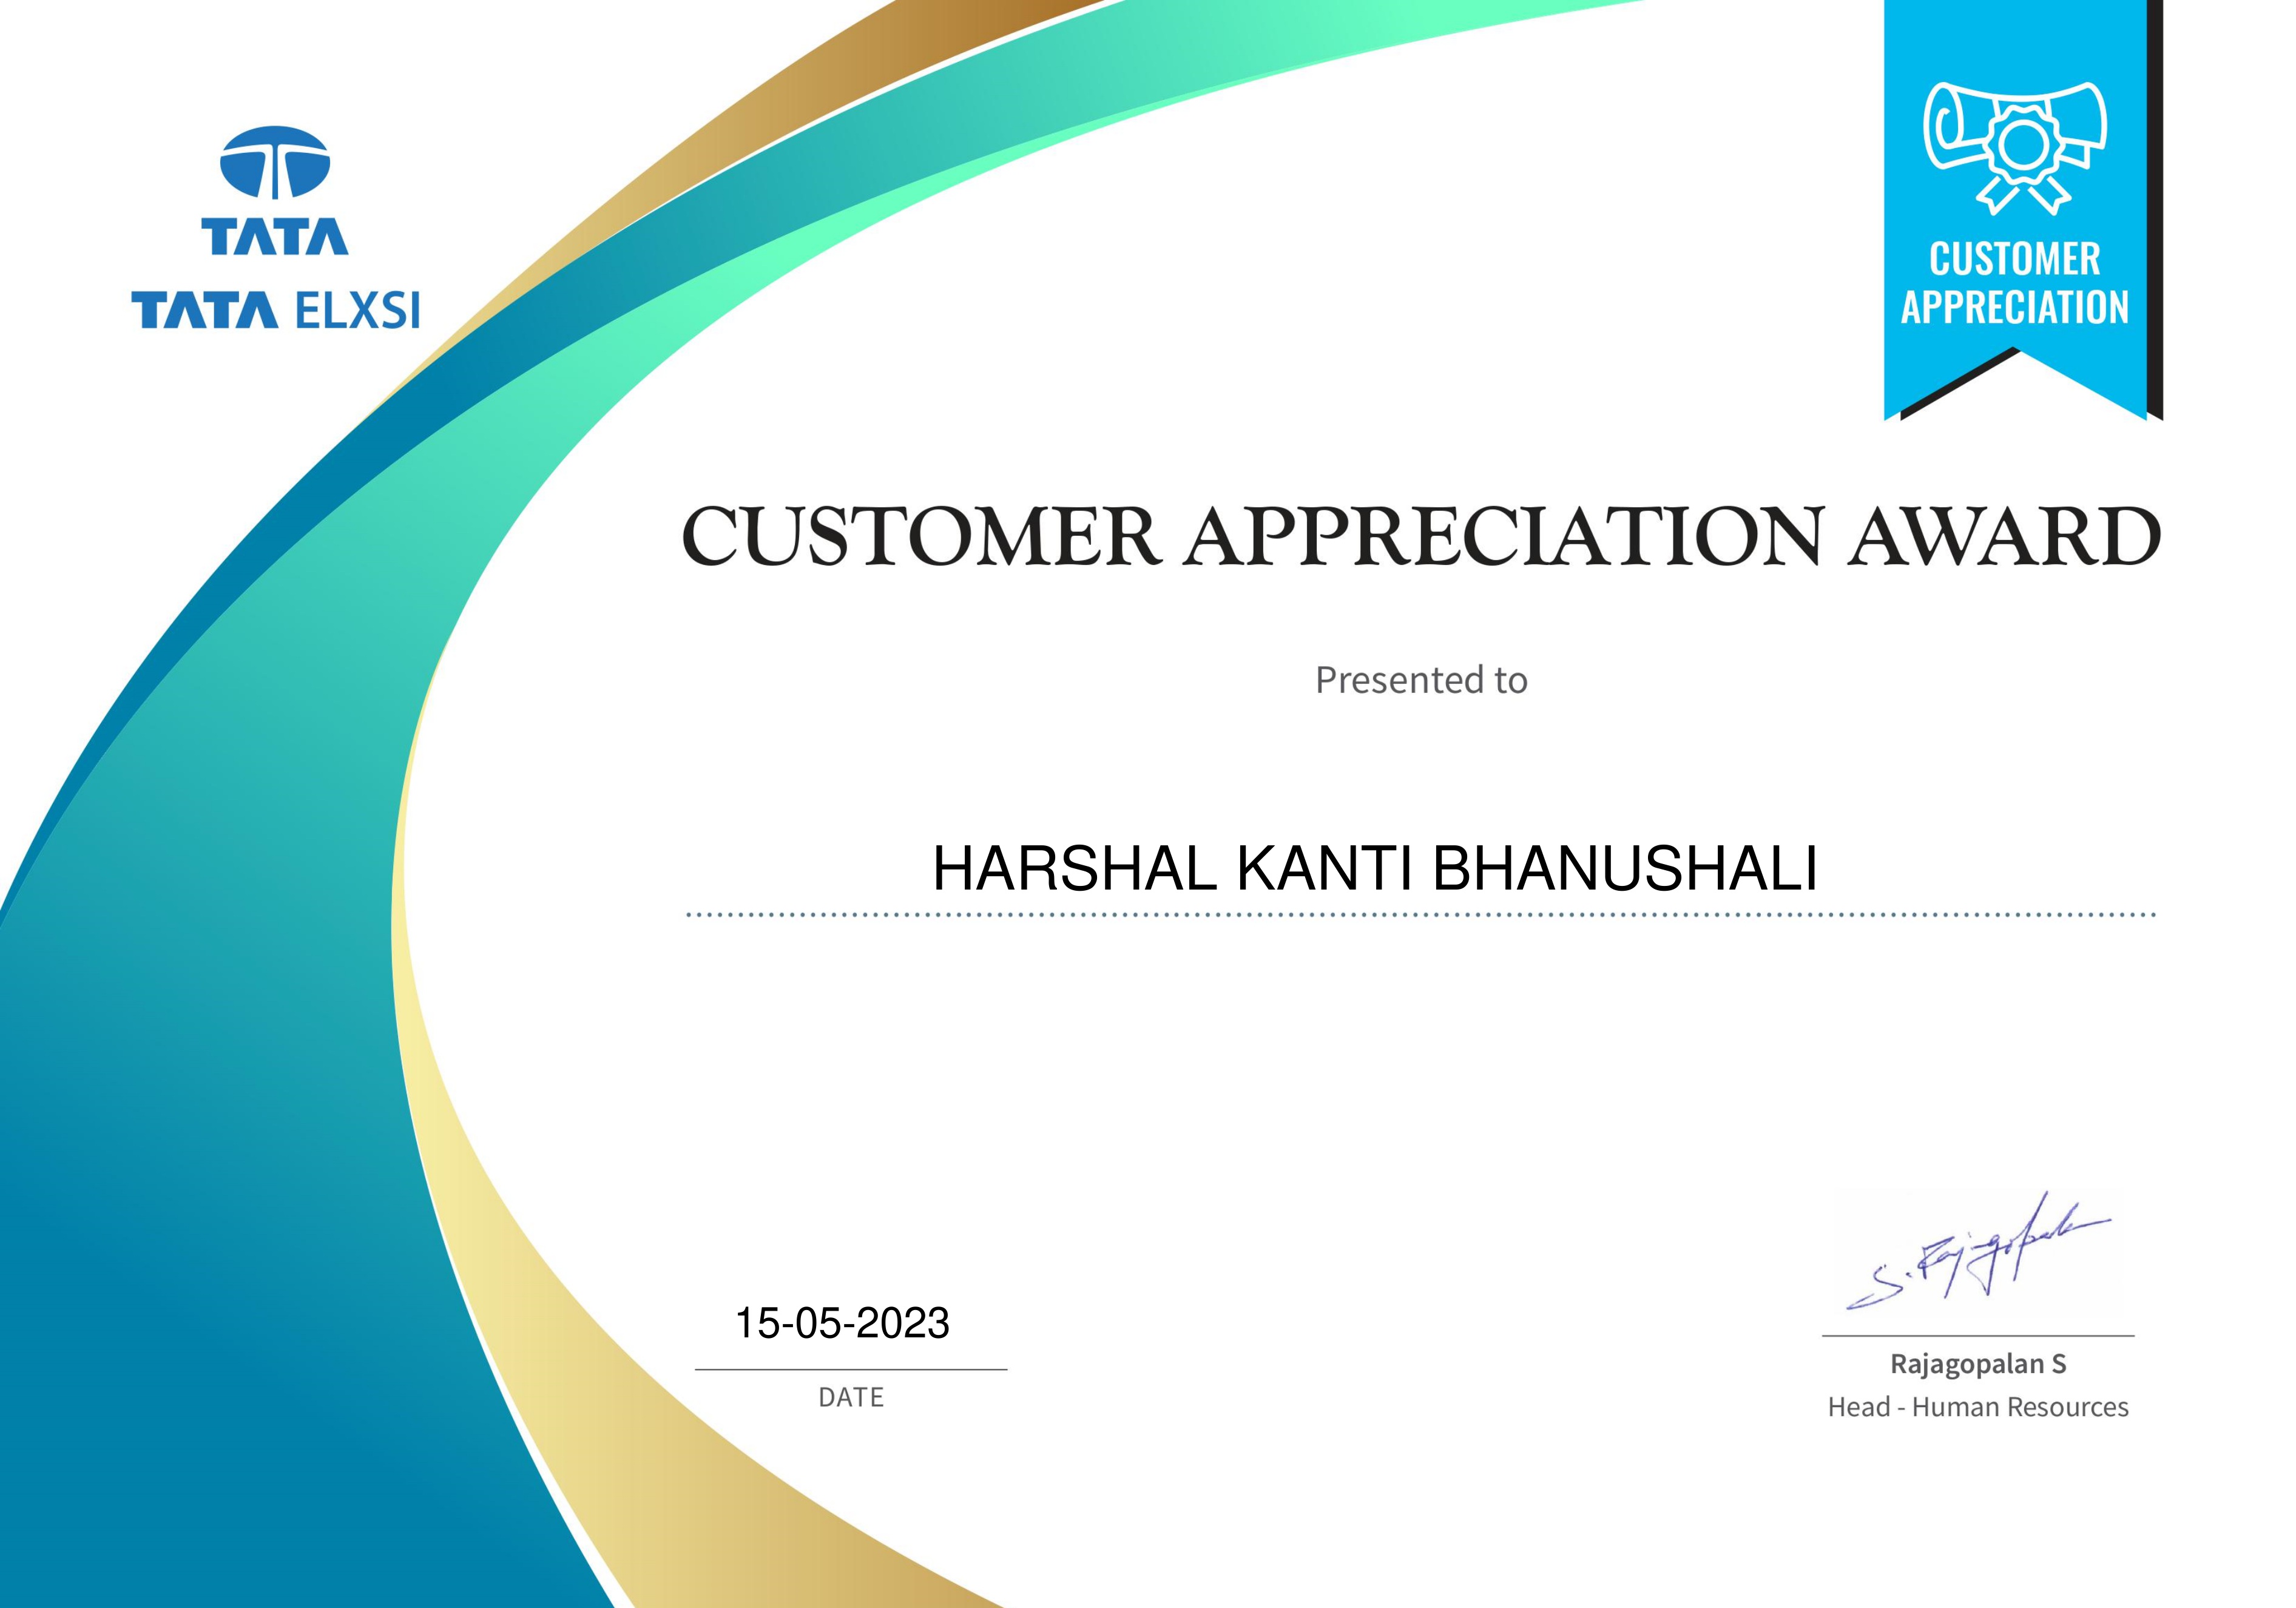 TATA
TATA ELXSI
CUSTOMER
APPRECIATION
CUSTOMER APPRECIATION AWARD
Presented to
HARSHAL KANTI BHANUSHALI
15-05-2023
DATE
S. Rajagopalan
Rajagopalan S
Head - Human Resources